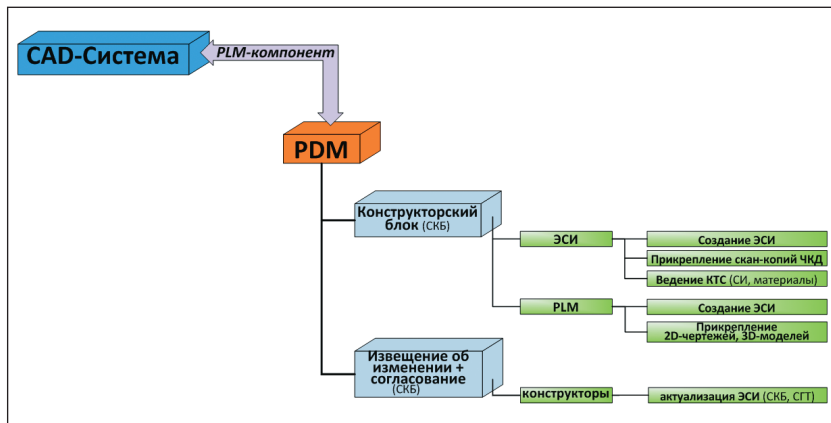 CAD-Система
PLM-компонент
PDM
Конструкторский
блок (СКБ)
ЭСИ
Создание ЭСИ
Прикрепление скан-копий ЧКД
Ведение КТС (СИ, материалы)
PLM
Создание ЭСИ
Прикрепление
2D-чертежей, 3D-моделей
Извещение об
изменении +
согласование
(СКБ)
конструкторы
актуализация ЭСИ (СКБ, СГТ)